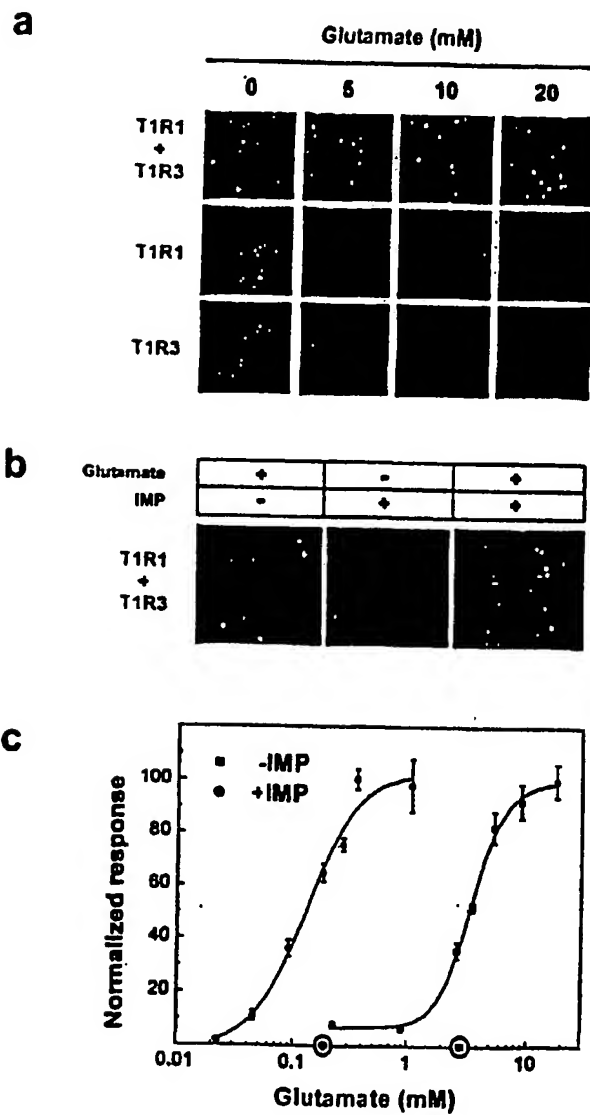 a
Glutamate (mM)
0 5 10 20
T1R1
+
T1R3
T1R1
T1R3
b
Glutamate + - +
IMP - + +
T1R1
+
T1R3
c
-IMP
+IMP
Normalized response
100
80
60
40
20
0.01 0.1 1 10
Glutamate (mM)